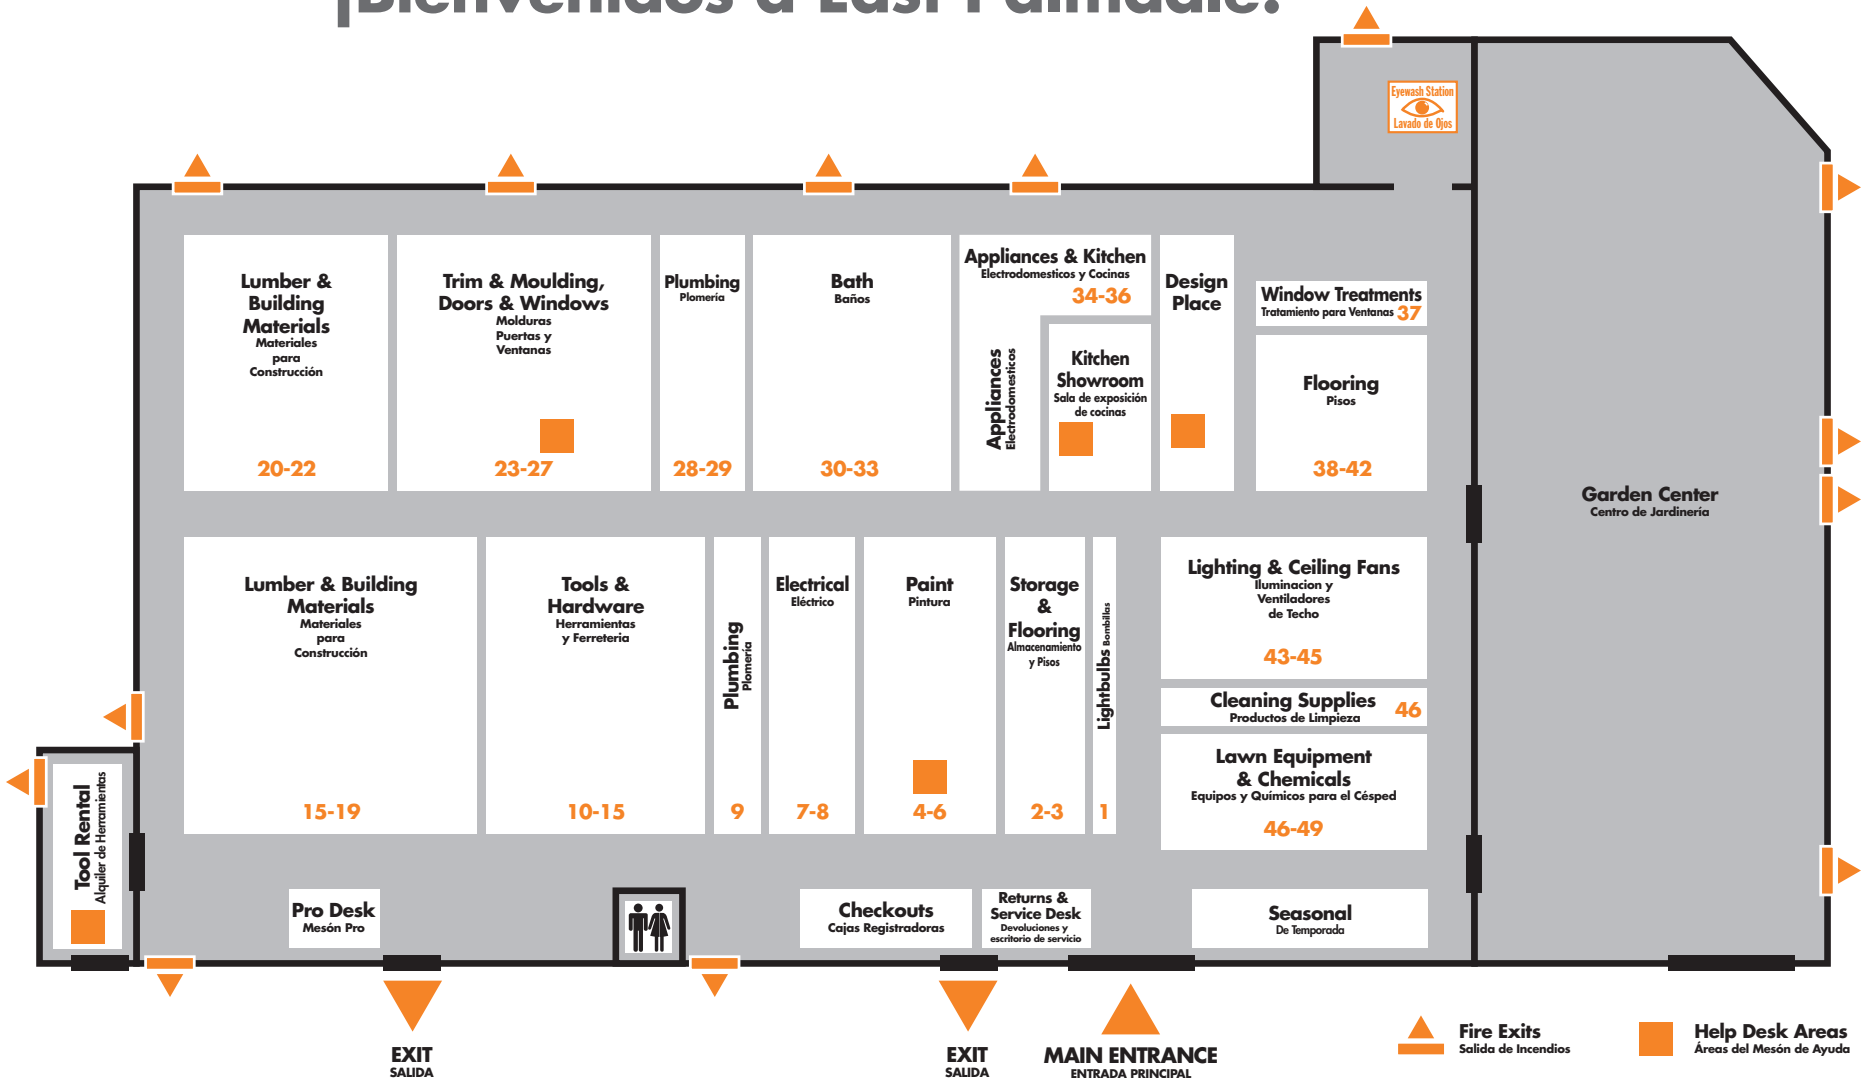 ¡Bienvenidos a East Palmdale!
Eyewash Station
Lavado de Ojos
Lumber &
Building
Materials
Materiales
para
Construcción
20-22
Trim & Moulding,
Doors & Windows
Molduras
Puertas y
Ventanas
23-27
Plumbing
Plomería
28-29
Bath
Baños
30-33
Appliances & Kitchen
Electrodomesticos y Cocinas
34-36
Appliances
Electrodomesticos
Kitchen
Showroom
Sala de exposición
de cocinas
Design
Place
Window Treatments
Tratamiento para Ventanas 37
Flooring
Pisos
38-42
Garden Center
Centro de Jardinería
Lumber & Building
Materials
Materiales
para
Construcción
15-19
Tools &
Hardware
Herramientas
y Ferreteria
10-15
Plumbing
Plomería
9
Electrical
Eléctrico
7-8
Paint
Pintura
4-6
Storage
&
Flooring
Almacenamiento
y Pisos
2-3
Lightbulbs Bombillas
1
Lighting & Ceiling Fans
Iluminacion y
Ventiladores
de Techo
43-45
Cleaning Supplies
Productos de Limpieza
46
Lawn Equipment
& Chemicals
Equipos y Químicos para el Césped
46-49
Tool Rental
Alquiler de Herramientas
Pro Desk
Mesón Pro
Checkouts
Cajas Registradoras
Returns &
Service Desk
Devoluciones y
escritorio de servicio
Seasonal
De Temporada
EXIT
SALIDA
EXIT
SALIDA
MAIN ENTRANCE
ENTRADA PRINCIPAL
Fire Exits
Salida de Incendios
Help Desk Areas
Áreas del Mesón de Ayuda